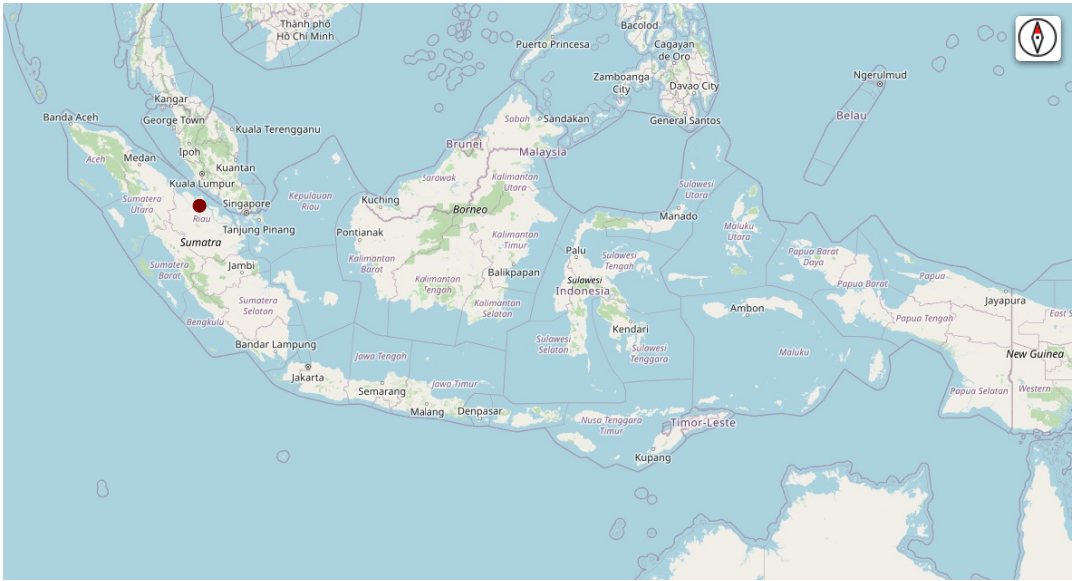 Thành phố
Hồ Chí Minh
Bacolod
Puerto Princesa
Cagayan
de Oro
Zamboanga
City
Davao City
Ngerulmud
Kangar
Banda Aceh
George Town
Kuala Terengganu
General Santos
Belau
Sabah
Sandakan
Brunei
Malaysia
Ipoh
Aceh
Medan
Kuantan
Kuala Lumpur
Sarawak
Kalimantan
Utara
Sumatera
Utara
Singapore
Kepulauan
Riau
Kuching
Borneo
Sulawesi
Utara
Manado
Riau
Tanjung Pinang
Pontianak
Kalimantan
Timur
Maluku
Utara
Sumatra
Palu
Sulawesi
Tengah
Papua Barat
Daya
Sumatera
Barat
Jambi
Kalimantan
Barat
Balikpapan
Kalimantan
Tengah
Sulawesi
Indonesia
Papua Barat
Papua
Jayapura
Sumatera
Selatan
Kalimantan
Selatan
Ambon
Papua Tengah
East S
Bengkulu
Kendari
Bandar Lampung
Sulawesi
Selatan
Sulawesi
Tenggara
Jawa Tengah
Maluku
New Guinea
Jakarta
Semarang
Jawa Timur
Papua Selatan
Western
Malang
Denpasar
Nusa Tenggara
Timur
Timor-Leste
Kupang